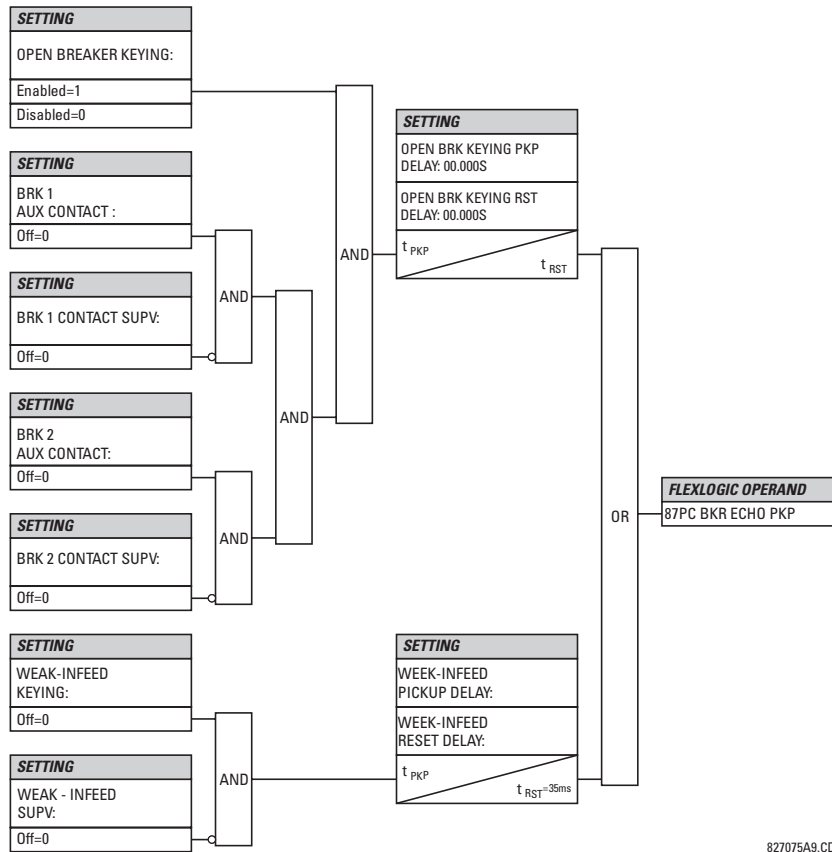 SETTING
OPEN BREAKER KEYING:
Enabled=1
Disabled=0
SETTING
BRK 1
AUX CONTACT :
Off=0
SETTING
BRK 1 CONTACT SUPV:
Off=0
AND
SETTING
BRK 2
AUX CONTACT:
Off=0
SETTING
BRK 2 CONTACT SUPV:
Off=0
AND
AND
AND
SETTING
OPEN BRK KEYING PKP
DELAY: 00.000S
OPEN BRK KEYING RST
DELAY: 00.000S
t PKP
t RST
SETTING
WEAK-INFEED
KEYING:
Off=0
SETTING
WEAK - INFEED
SUPV:
Off=0
AND
SETTING
WEEK-INFEED
PICKUP DELAY:
WEEK-INFEED
RESET DELAY:
t PKP
t RST=35ms
OR
FLEXLOGIC OPERAND
87PC BKR ECHO PKP
827075A9.CD